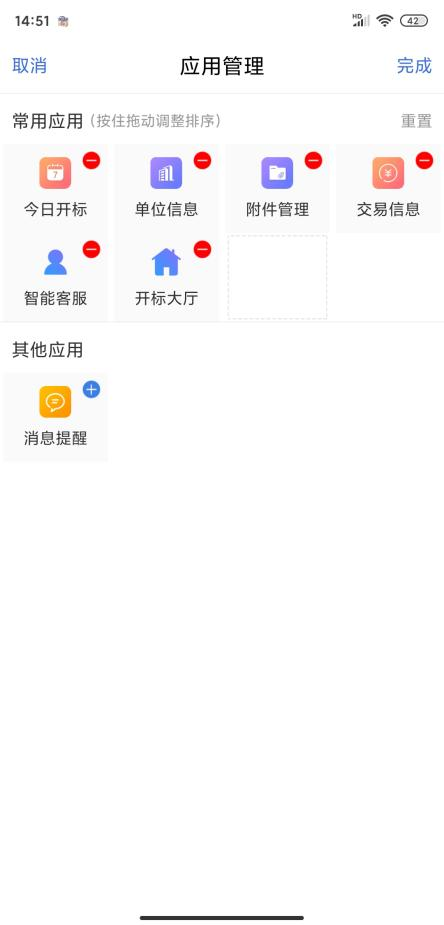 14:51 HD 42
取消 应用管理 完成
常用应用 (按住拖动调整排序) 重置
7 ¥
今日开标 单位信息 附件管理 交易信息
智能客服 开标大厅
其他应用
消息提醒